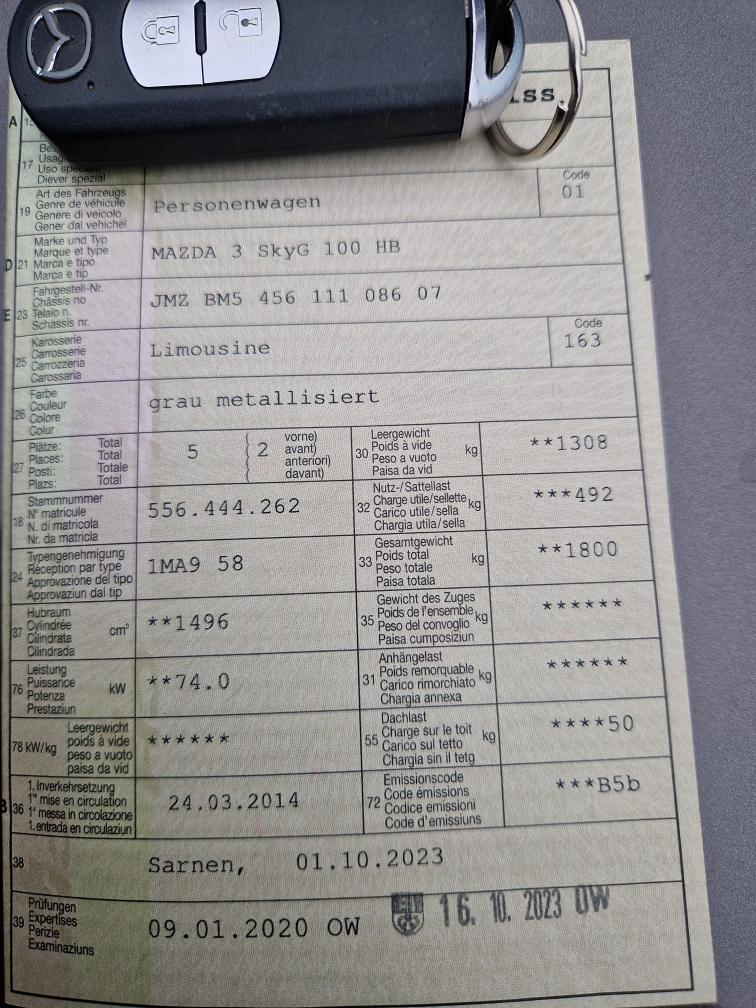 ISS.
A 15
17
Usag
Uso spe
Diever spezial
19 Art des Fahrzeugs
Genre de véhicule
Genere di veicolo
Gener dal vehichel
Personenwagen
Code
01
D 21 Marke und Typ
Marque et type
Marca e tipo
Marca e tip
MAZDA 3 SkyG 100 HB
E 23 Fahrgestell-Nr.
Châssis no
Telaio n.
Schassis nr.
JMZ BM5 456 111 086 07
25 Karosserie
Carrosserie
Carrozzeria
Carossaria
Limousine
Code
163
26 Farbe
Couleur
Colore
Colur
grau metallisiert
27 Plätze: Total
Places: Total
Posti: Totale
Plazs: Total
5 2 vorne)
avant)
anteriori)
davant)
30 Leergewicht
Poids à vide
Peso a vuoto
Paisa da vid
kg
**1308
18 Stammnummer
N° matricule
N. di matricola
Nr. da matricla
556.444.262
32 Nutz-/Sattellast
Charge utile/sellette
Carico utile/sella
Chargia utila/sella
kg
***492
24 Typengenehmigung
Réception par type
Approvazione del tipo
Approvaziun dal tip
1MA9 58
33 Gesamtgewicht
Poids total
Peso totale
Paisa totala
kg
**1800
37 Hubraum
Cylindrée
Cilindrata
Cilindrada
cm³
**1496
35 Gewicht des Zuges
Poids de l'ensemble
Peso del convoglio
Paisa cumposiziun
kg
******
76 Leistung
Puissance
Potenza
Prestaziun
kW
**74.0
31 Anhängelast
Poids remorquable
Carico rimorchiato
Chargia annexa
kg
******
78 kW/kg Leergewicht
poids à vide
peso a vuoto
paisa da vid
******
55 Dachlast
Charge sur le toit
Carico sul tetto
Chargia sin il tetg
kg
****50
B 36 1. Inverkehrsetzung
1re mise en circulation
1a messa in circolazione
1. entrada en circulaziun
24.03.2014
72 Emissionscode
Code émissions
Codice emissioni
Code d'emissiuns
***B5b
38
Sarnen, 01.10.2023
39 Prüfungen
Expertises
Perizie
Examinaziuns
09.01.2020 OW
16. 10. 2023 OW